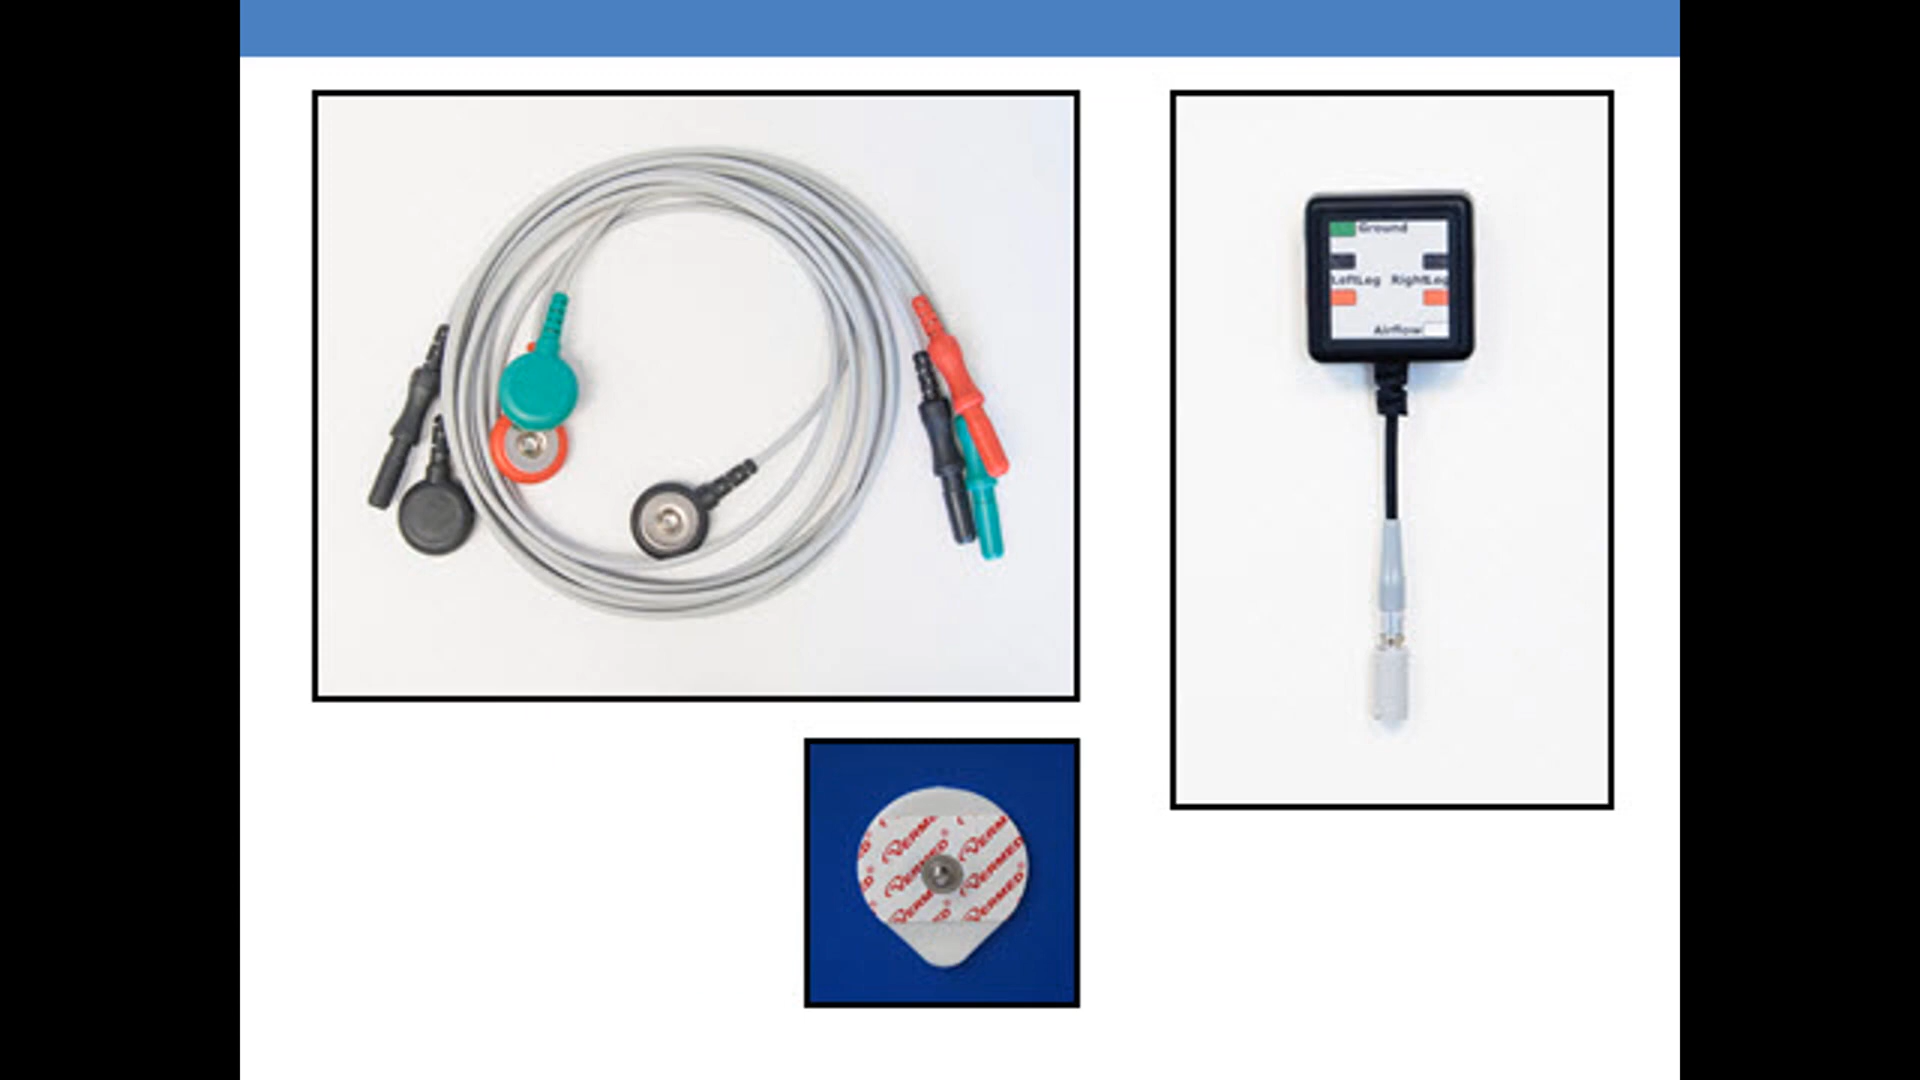 Ground
LeftLeg RightLeg
Airflow
VERMED
VERMED
VERMED
VERMED